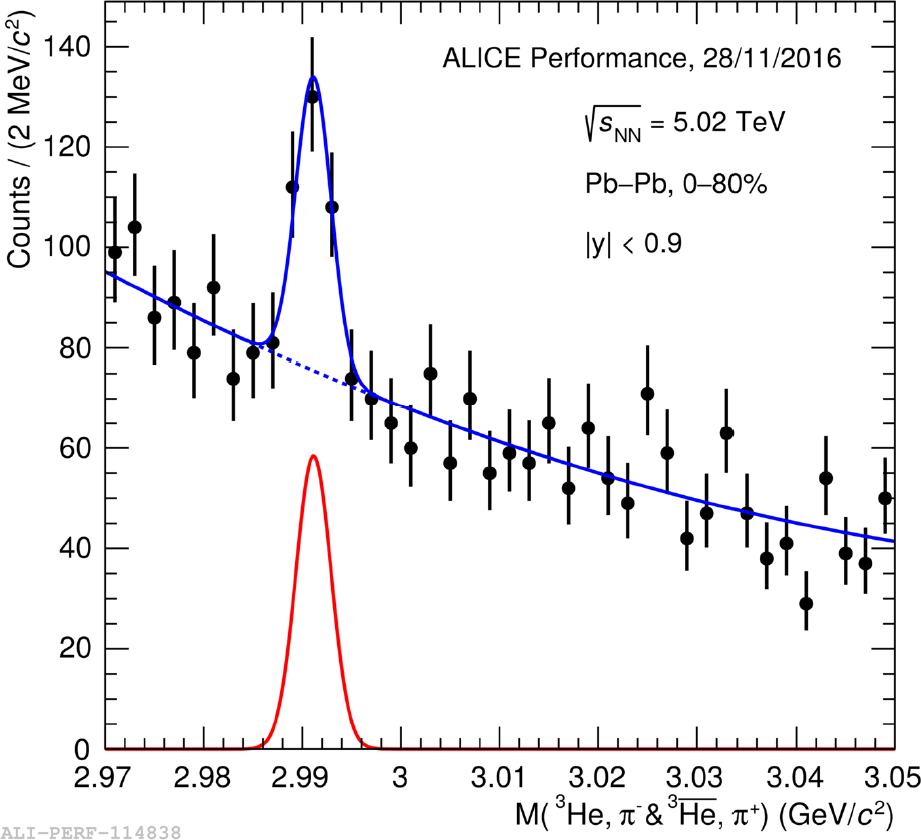 Counts / (2 MeV/c²)
140
120
100
80
60
40
20
0
ALICE Performance, 28/11/2016
√sNN = 5.02 TeV
Pb–Pb, 0–80%
|y| < 0.9
2.97 2.98 2.99 3 3.01 3.02 3.03 3.04 3.05
M( ³He, π⁻ & ³H̅e̅, π⁺) (GeV/c²)
ALI-PERF-114838